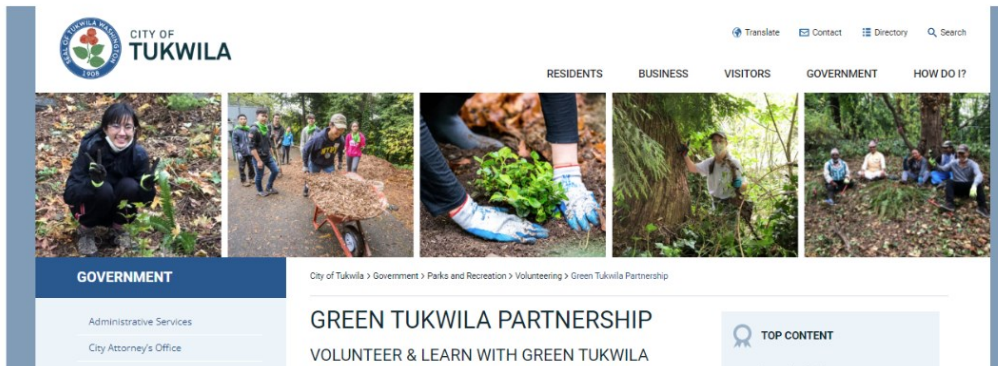 SEAL OF TUKWILA WASHINGTON
1908
CITY OF
TUKWILA
Translate Contact Directory Search
RESIDENTS BUSINESS VISITORS GOVERNMENT HOW DO I?
GOVERNMENT
Administrative Services
City Attorney's Office
City of Tukwila > Government > Parks and Recreation > Volunteering > Green Tukwila Partnership
GREEN TUKWILA PARTNERSHIP
VOLUNTEER & LEARN WITH GREEN TUKWILA
TOP CONTENT